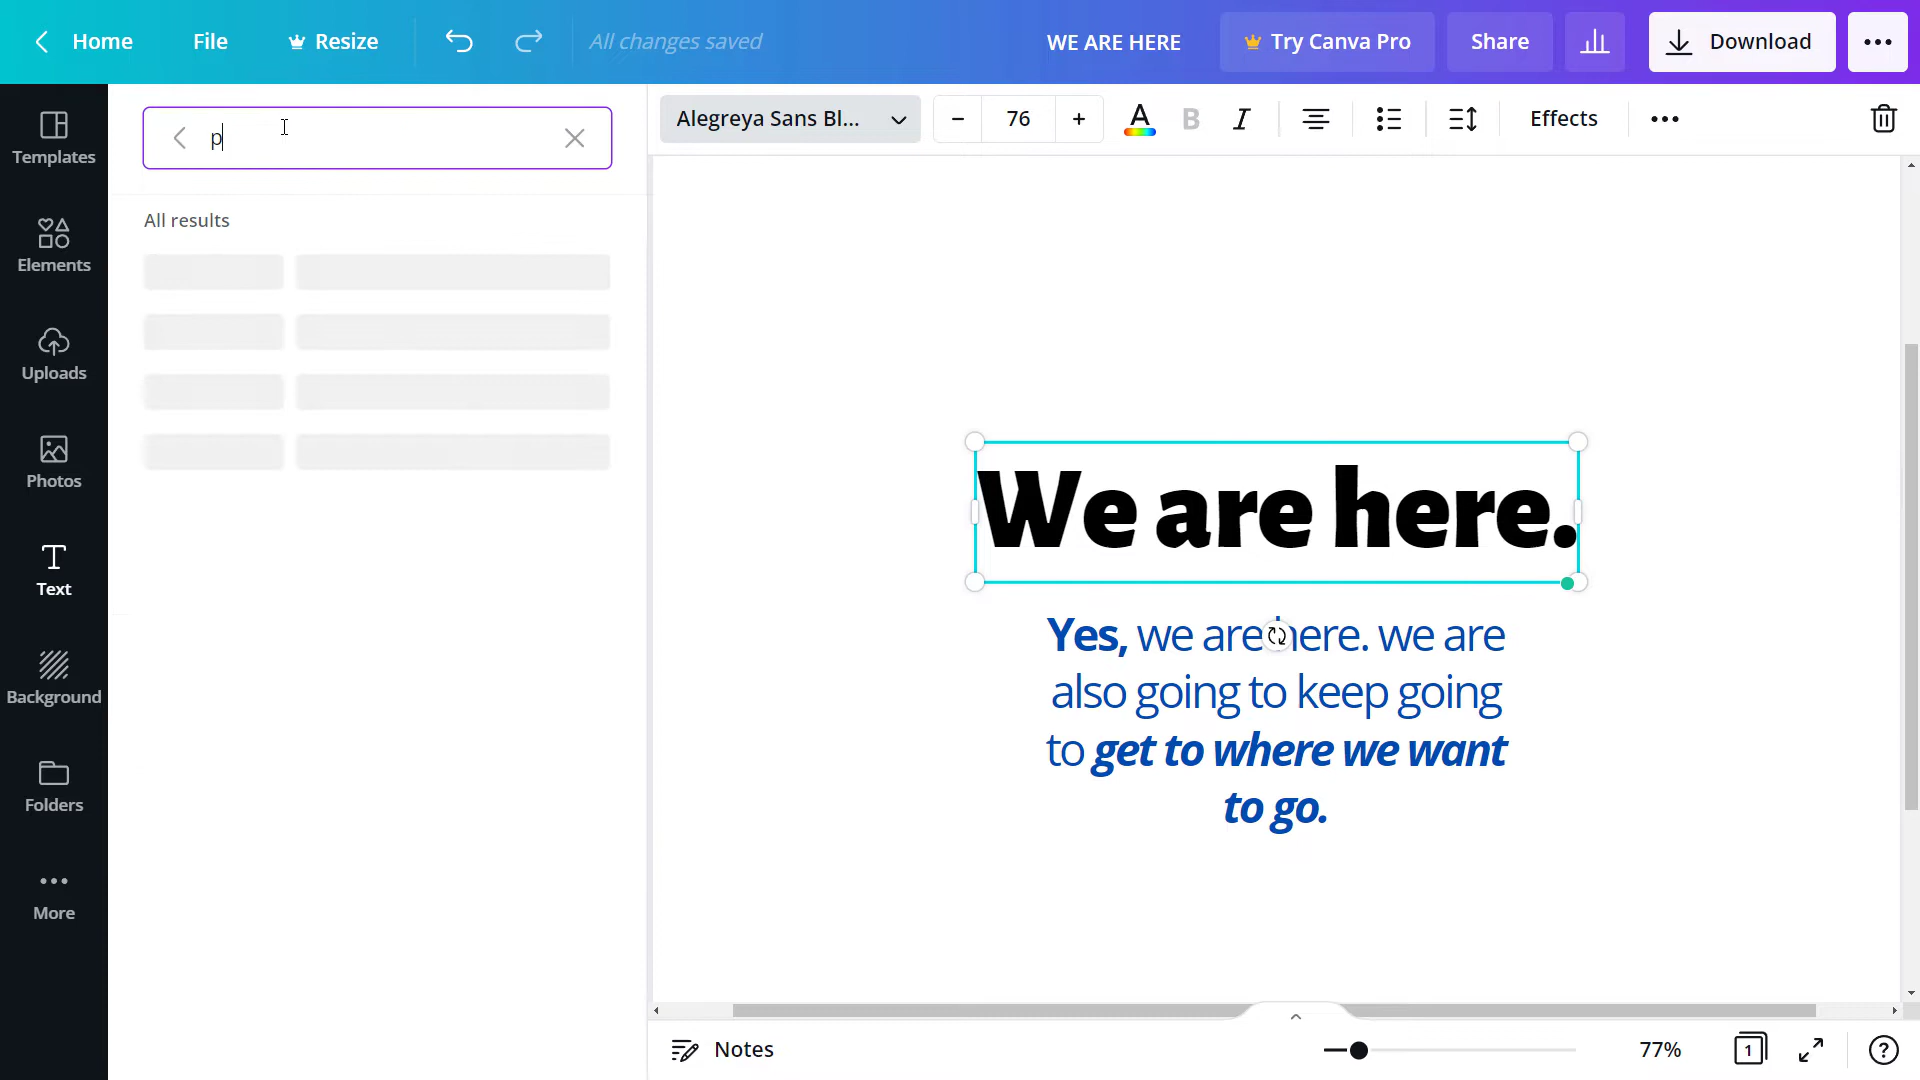 Home
File
Resize
All changes saved
WE ARE HERE
Try Canva Pro
Share
Download
p
Alegreya Sans Bl...
76
A
B
I
Effects
Templates
Elements
Uploads
Photos
Text
Background
Folders
More
All results
We are here.
Yes, we are here. we are
also going to keep going
to get to where we want
to go.
Notes
77%
1